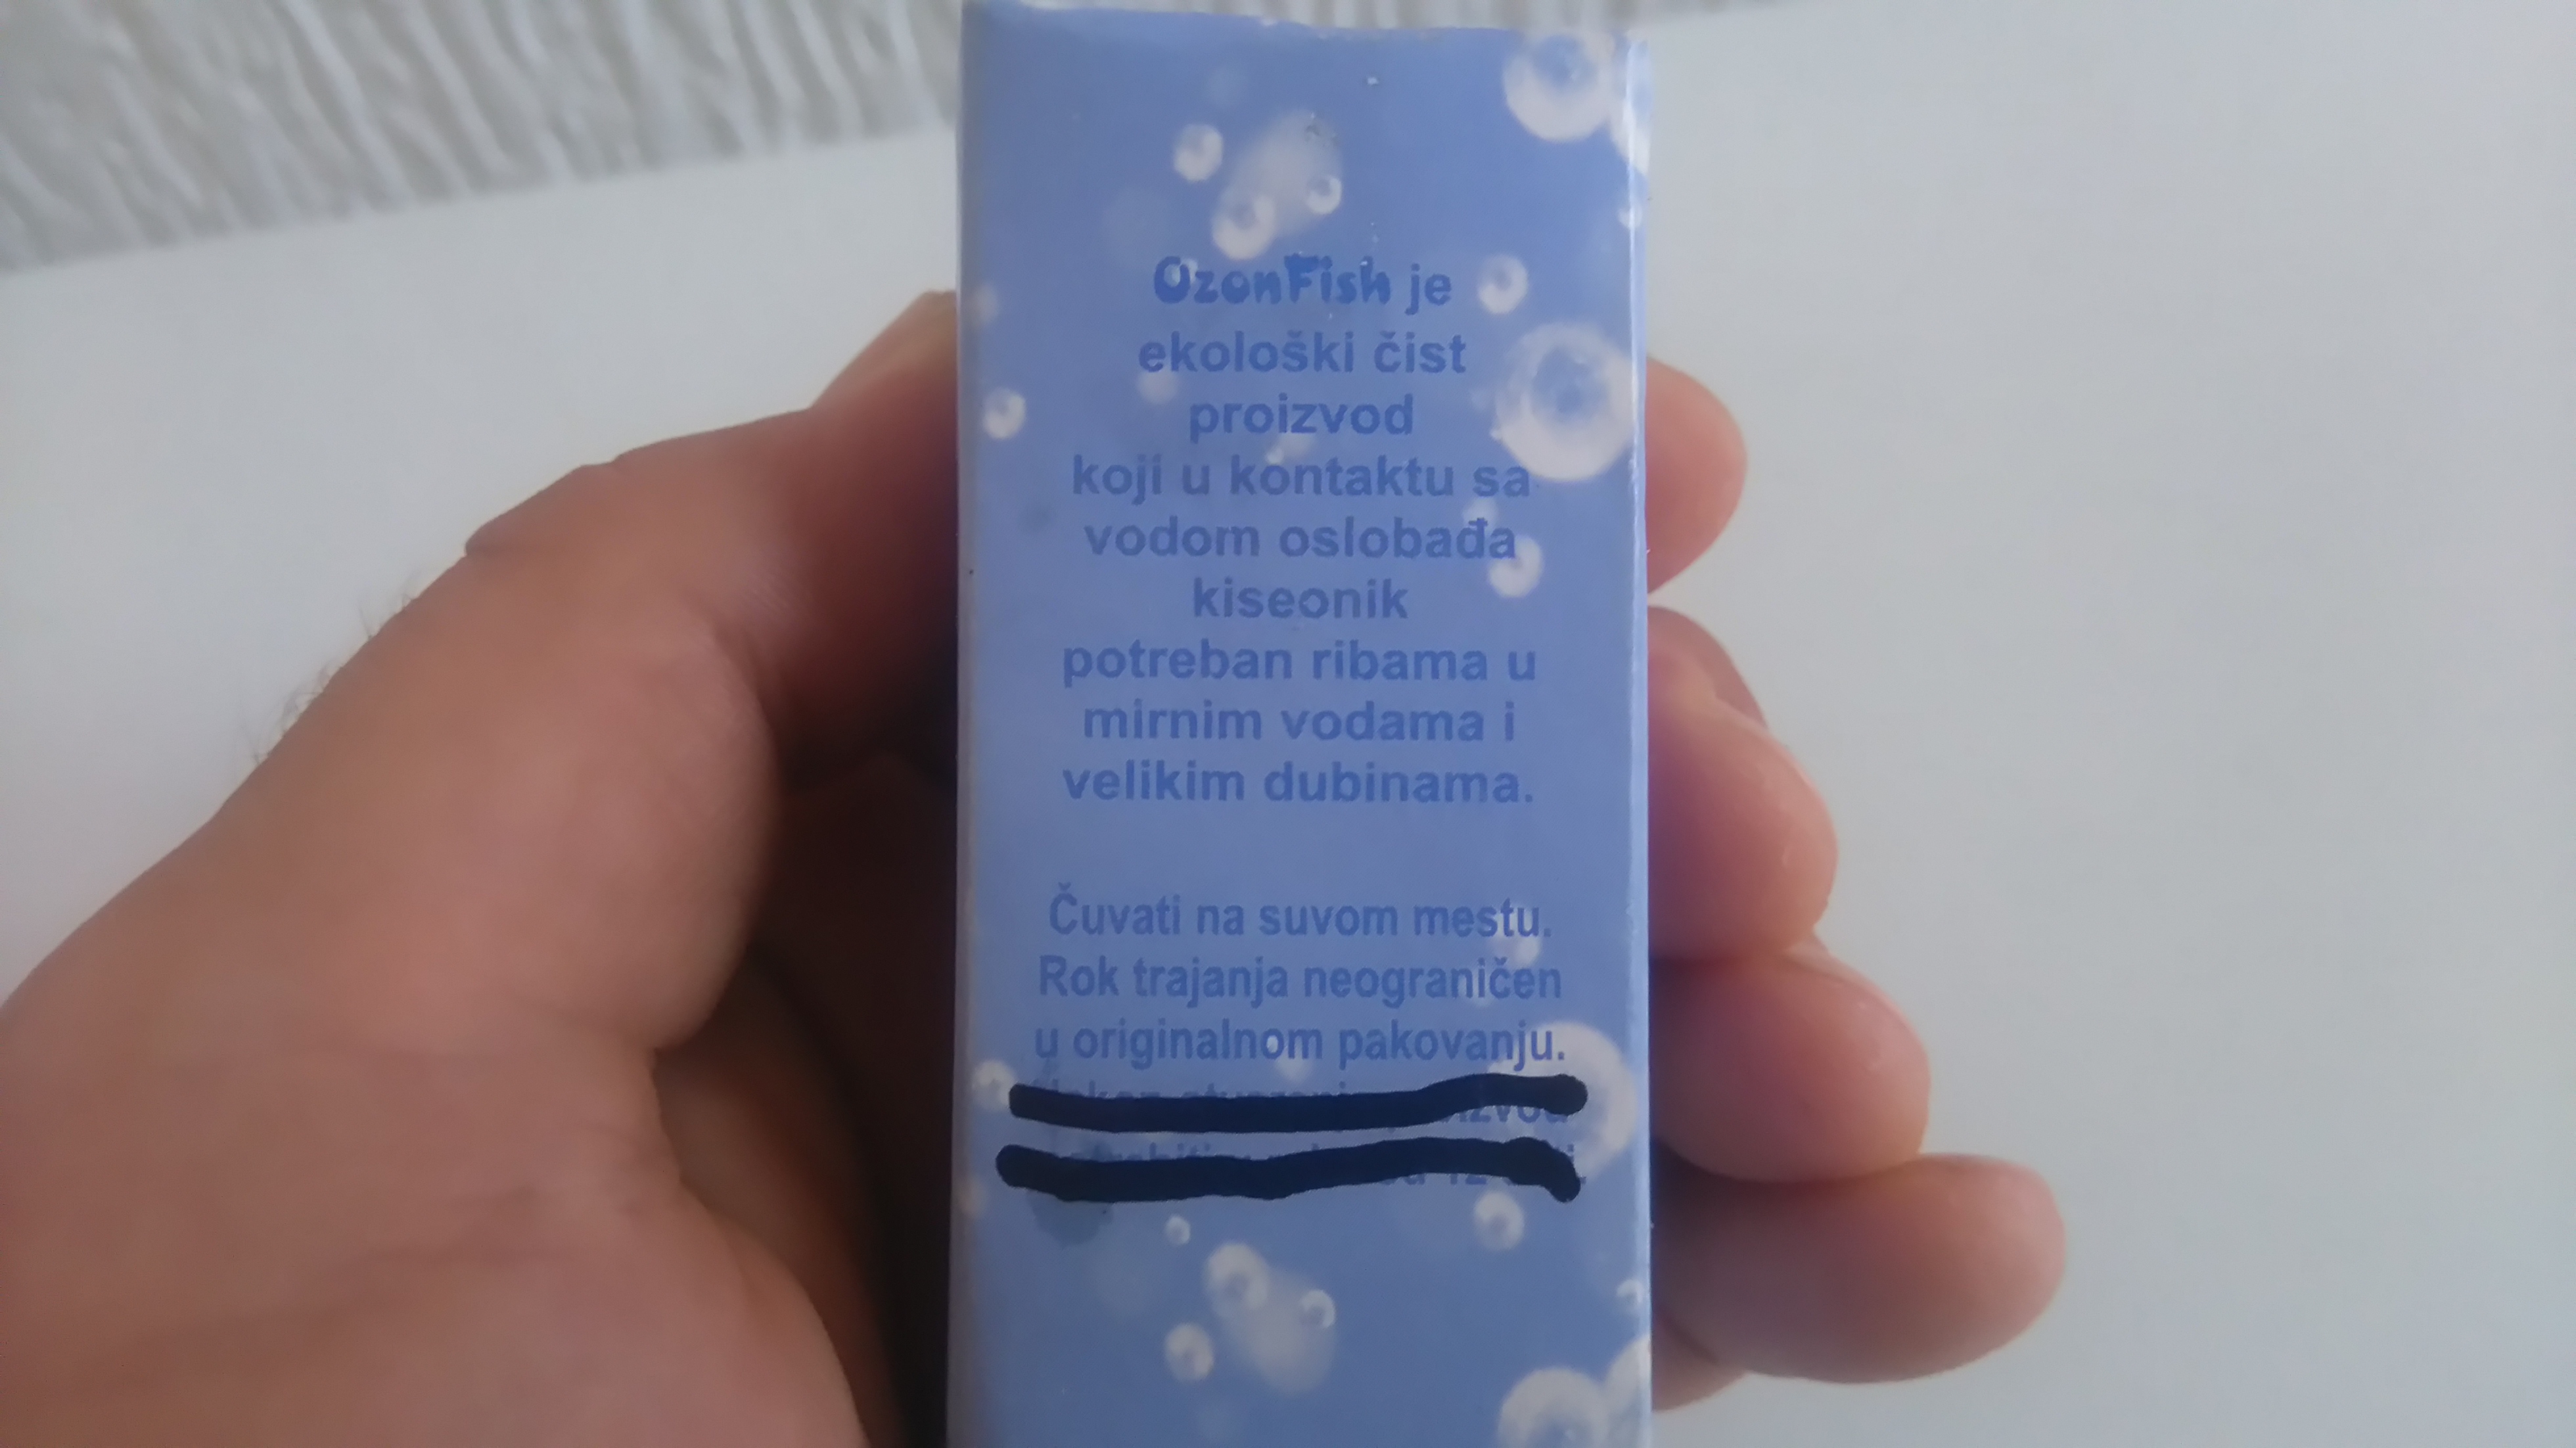 OzonFish je
ekološki čist
proizvod
koji u kontaktu sa
vodom oslobađa
kiseonik
potreban ribama u
mirnim vodama i
velikim dubinama.
Čuvati na suvom mestu.
Rok trajanja neograničen
u originalnom pakovanju.